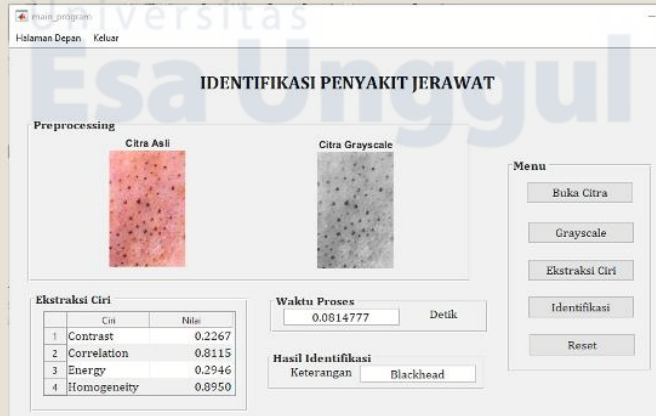 Universitas
Esa Unggul
main_program
Halaman Depan Keluar
IDENTIFIKASI PENYAKIT JERAWAT
Preprocessing
Citra Asli
Citra Grayscale
Menu
Buka Citra
Grayscale
Ekstraksi Ciri
Identifikasi
Reset
Ekstraksi Ciri
Ciri Nilai
1 Contrast 0.2267
2 Correlation 0.8115
3 Energy 0.2946
4 Homogeneity 0.8950
Waktu Proses
0.0814777 Detik
Hasil Identifikasi
Keterangan Blackhead